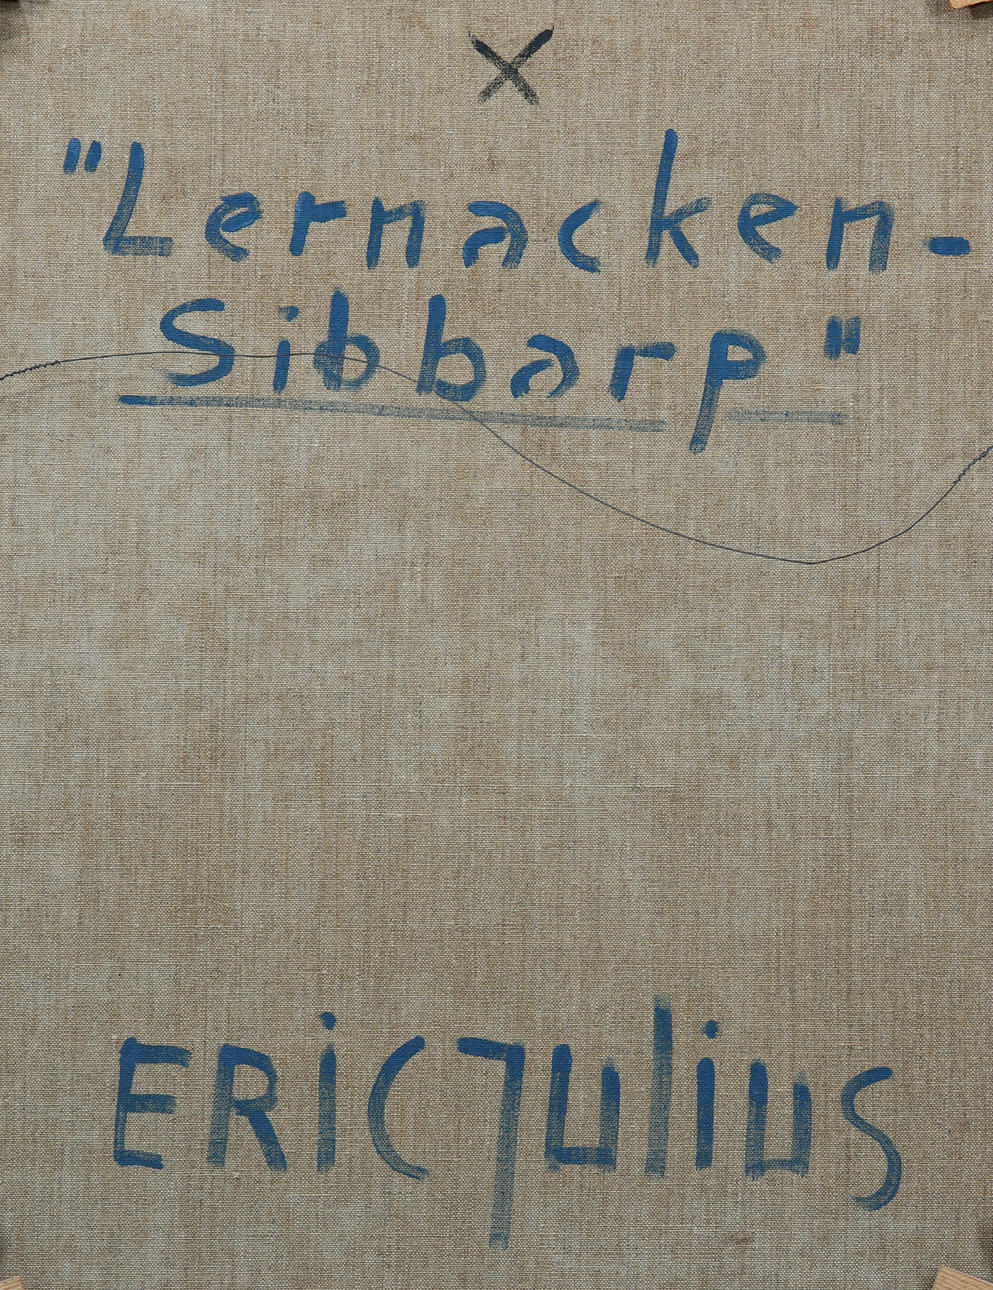 X
"Lernacken-
Sibbarp"
ERiC Julius